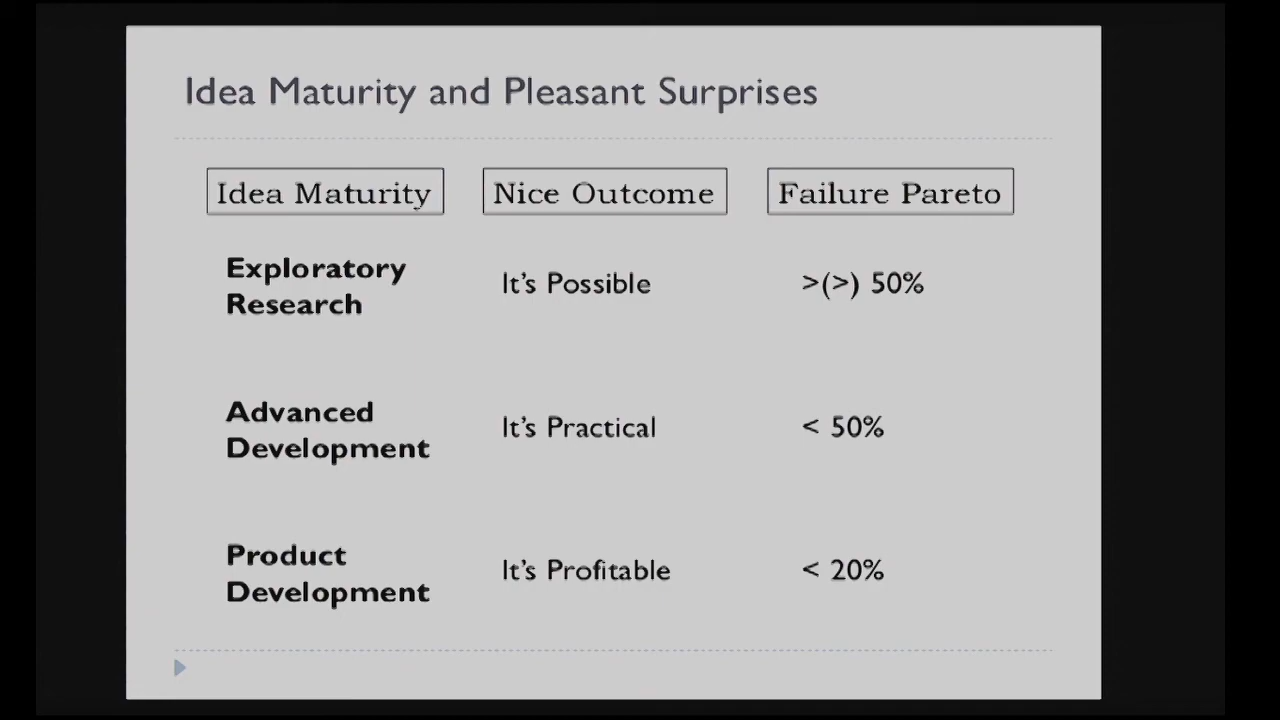 Idea Maturity and Pleasant Surprises
Idea Maturity
Nice Outcome
Failure Pareto
Exploratory
Research
It's Possible
>(>) 50%
Advanced
Development
It's Practical
< 50%
Product
Development
It's Profitable
< 20%